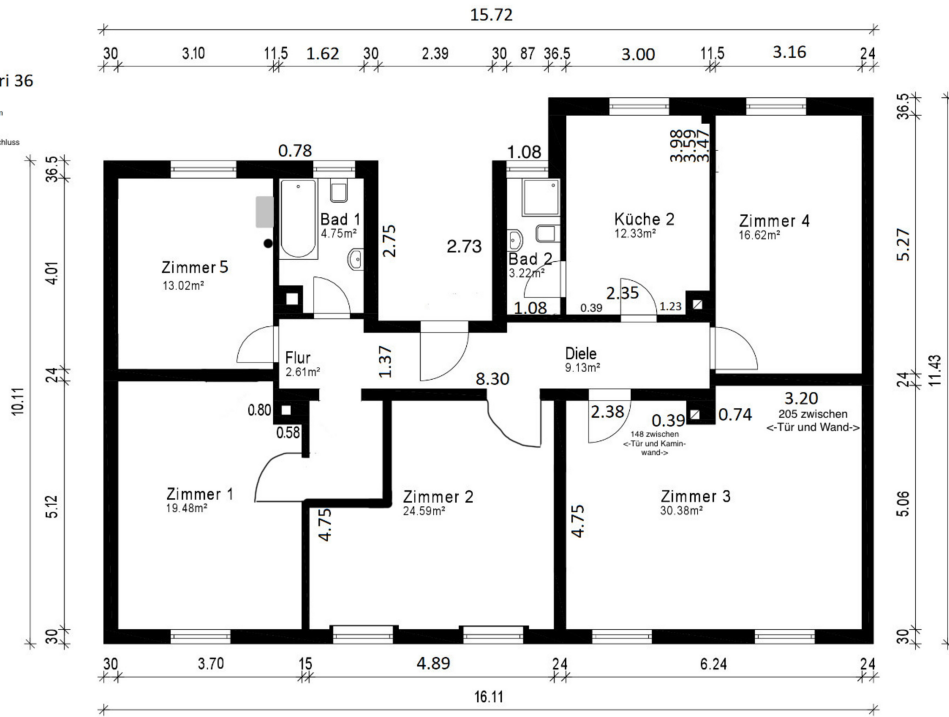 15.72
30 3.10 11,5 1.62 30 2.39 30 87 36.5 3.00 11,5 3.16 24
ri 36
n
hluss
0.78 1.08
36.5
36.5
3.98
3.59
3.47
Bad 1
4.75m²
2.75
2.73
Bad 2
3.22m²
Küche 2
12.33m²
Zimmer 4
16.62m²
5.27
Zimmer 5
13.02m²
4.01
1.08
0.39 2.35 1.23
Flur
2.61m²
1.37
8.30
Diele
9.13m²
24
24
11.43
10.11
0.80
0.58
2.38
0.39
0.74
148 zwischen
<-Tür und Kamin-
wand->
3.20
205 zwischen
<-Tür und Wand->
Zimmer 1
19.48m²
Zimmer 2
24.59m²
Zimmer 3
30.38m²
5.12
4.75
4.75
5.06
30
30
30 3.70 15 4.89 24 6.24 24
16.11